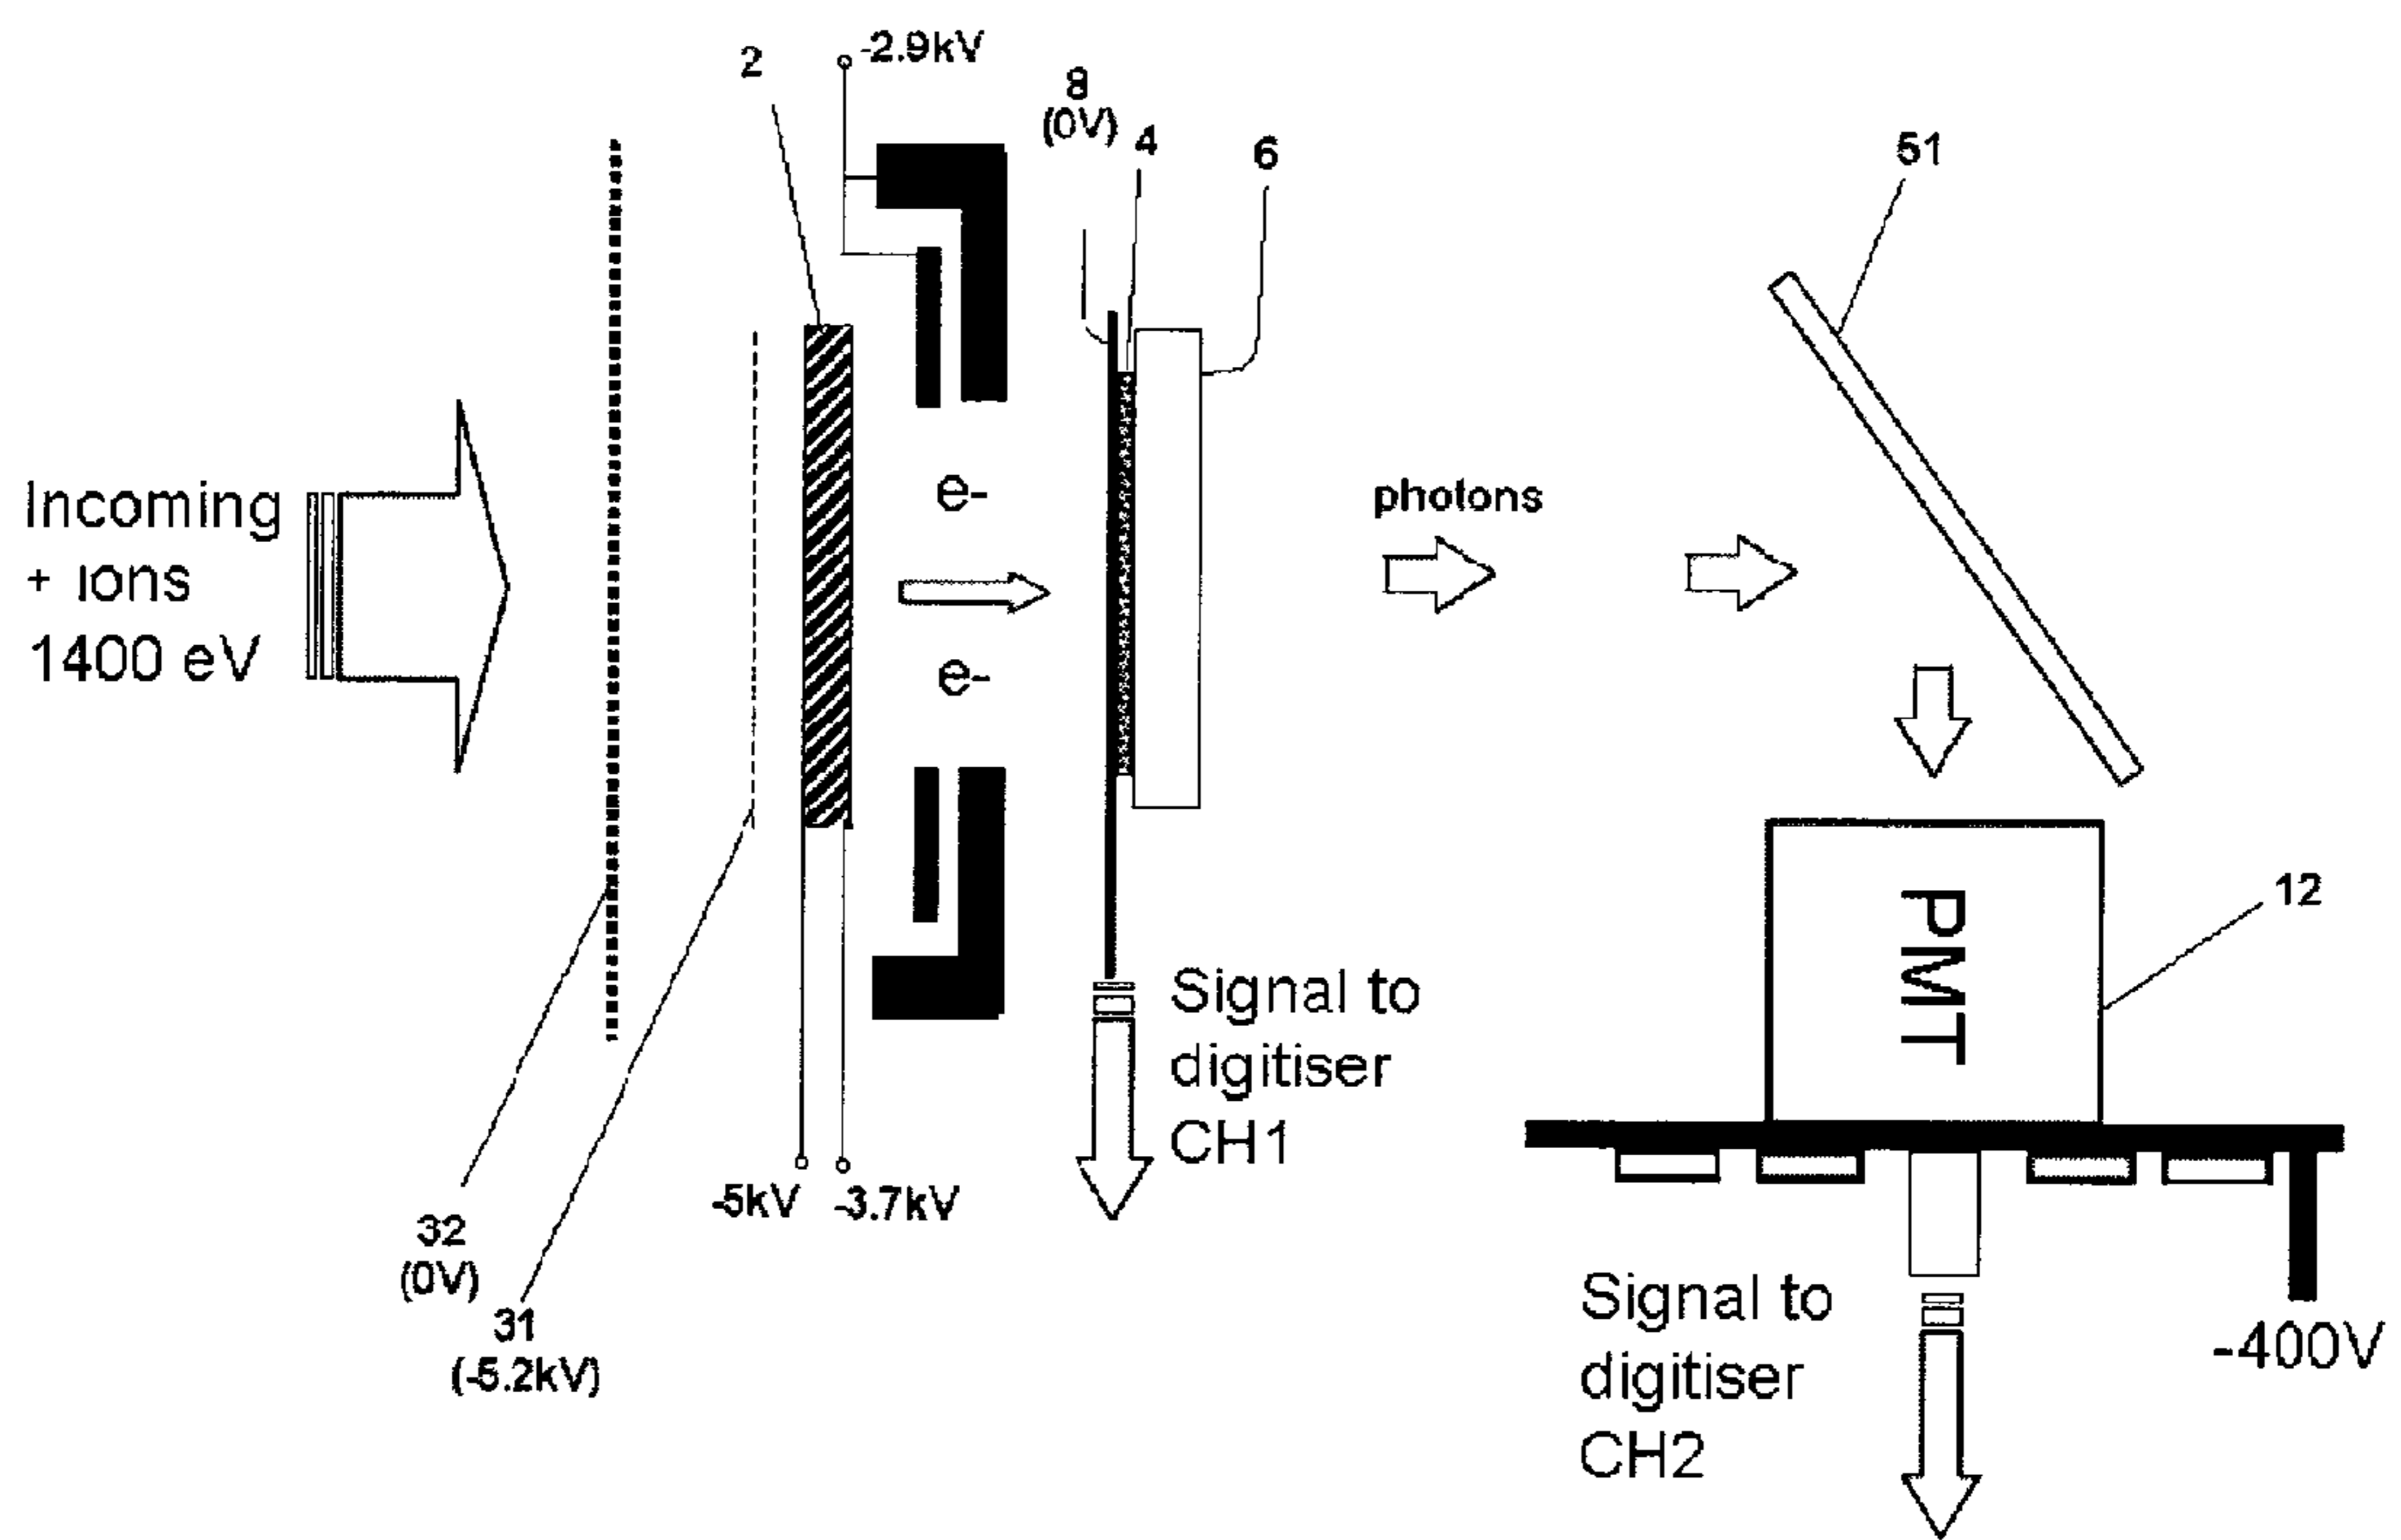 2
-2.9kV
8
(0V)
4
6
51
Incoming
+ ions
1400 eV
e-
e-
photons
12
PMT
Signal to
digitiser
CH1
-5kV
-3.7kV
32
(0V)
31
(-5.2kV)
Signal to
digitiser
CH2
-400V